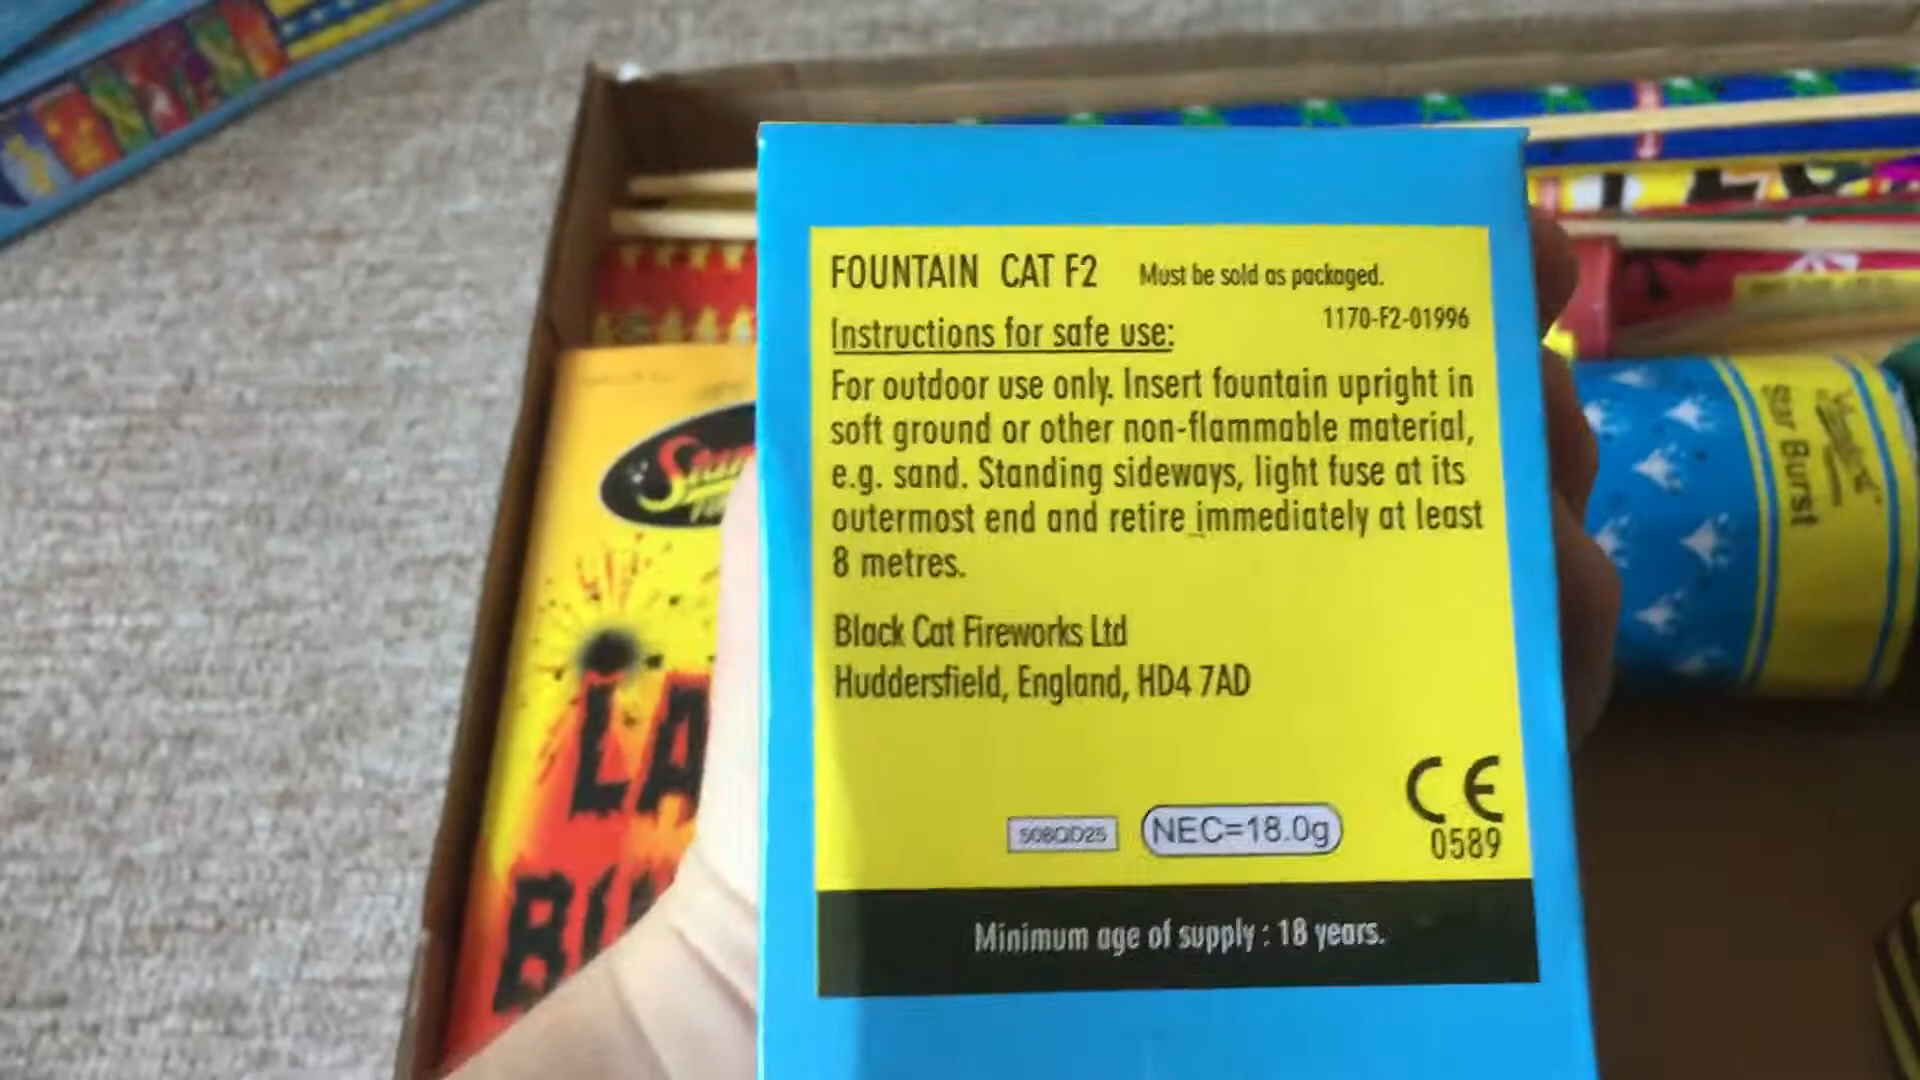 FOUNTAIN CAT F2 Must be sold as packaged.
1170-F2-01996
Instructions for safe use:
For outdoor use only. Insert fountain upright in
soft ground or other non-flammable material,
e.g. sand. Standing sideways, light fuse at its
outermost end and retire immediately at least
8 metres.
Black Cat Fireworks Ltd
Huddersfield, England, HD4 7AD
508QD25
NEC=18.0g
CE
0589
Minimum age of supply : 18 years.
Star Burst
LA